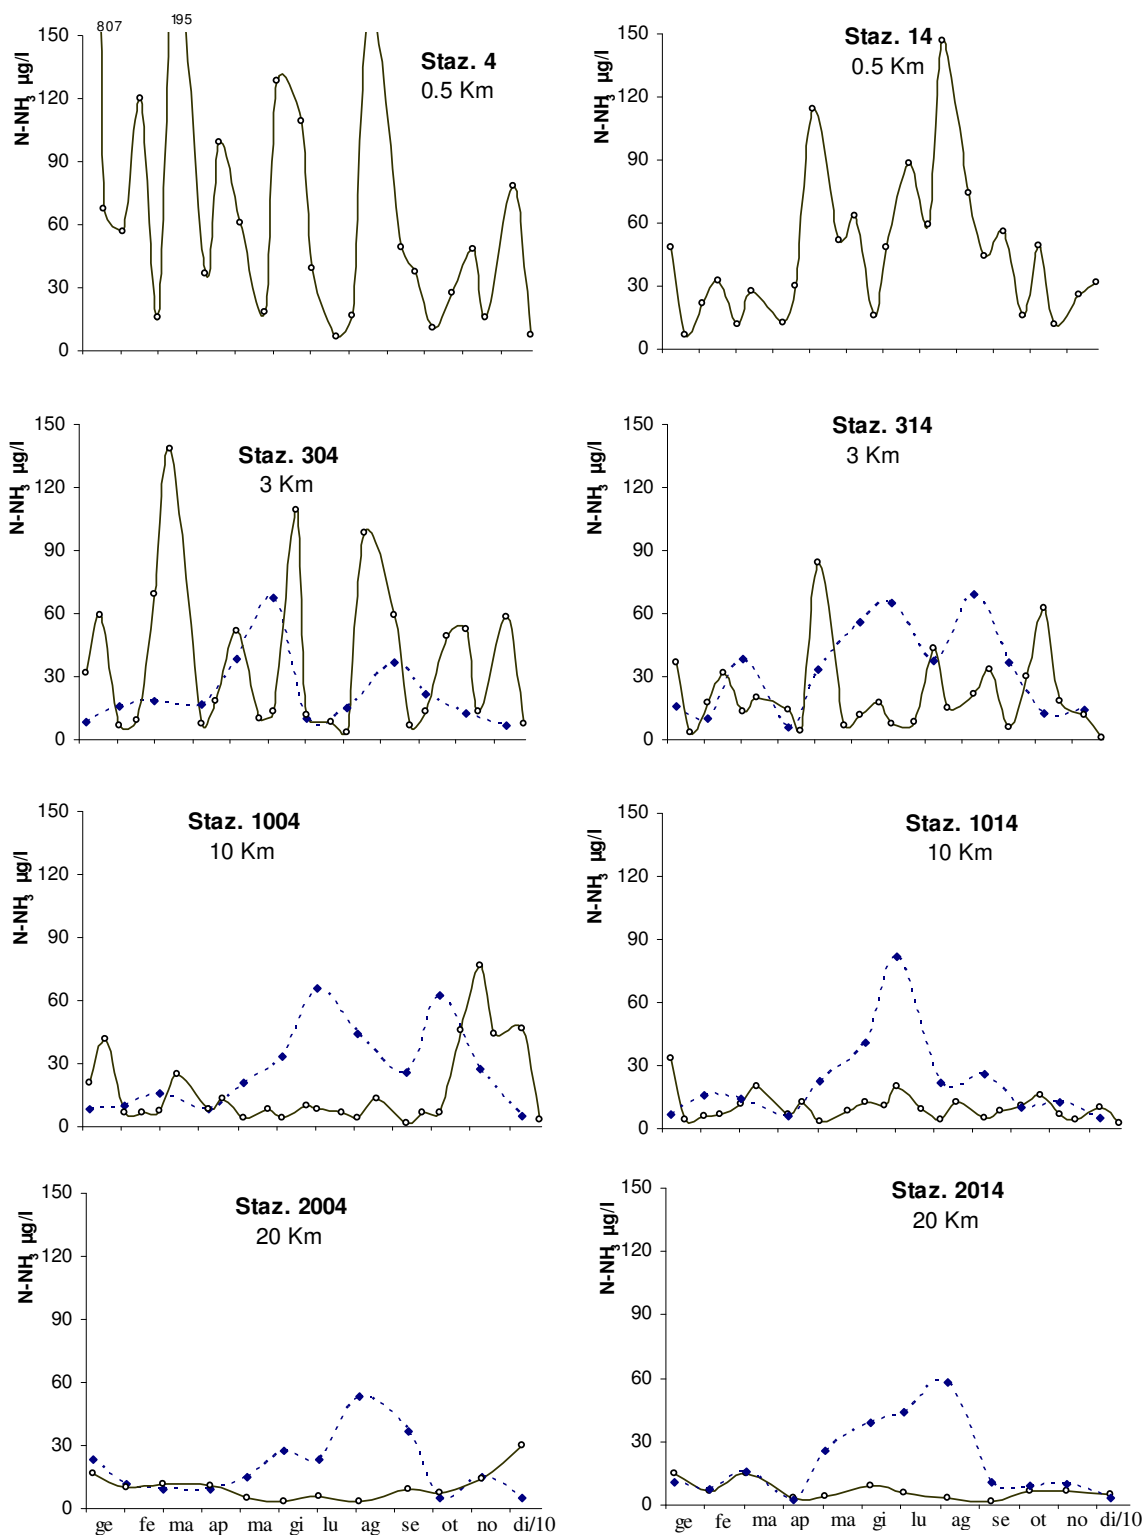 807
195
150
120
90
60
30
0
N-NH3 µg/l
Staz. 4
0.5 Km
150
120
90
60
30
0
N-NH3 µg/l
Staz. 14
0.5 Km
150
120
90
60
30
0
N-NH3 µg/l
Staz. 304
3 Km
150
120
90
60
30
0
N-NH3 µg/l
Staz. 314
3 Km
150
120
90
60
30
0
N-NH3 µg/l
Staz. 1004
10 Km
150
120
90
60
30
0
N-NH3 µg/l
Staz. 1014
10 Km
150
120
90
60
30
0
N-NH3 µg/l
Staz. 2004
20 Km
ge fe ma ap ma gi lu ag se ot no di/10
150
120
90
60
30
0
N-NH3 µg/l
Staz. 2014
20 Km
ge fe ma ap ma gi lu ag se ot no di/10